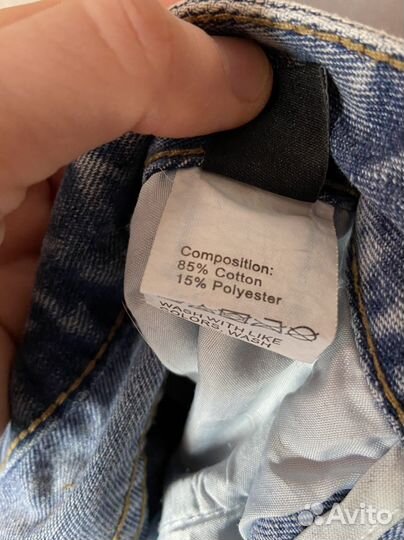 Composition:
85% Cotton
15% Polyester
WASH WITH LIKE
COLORS. WASH
Avito